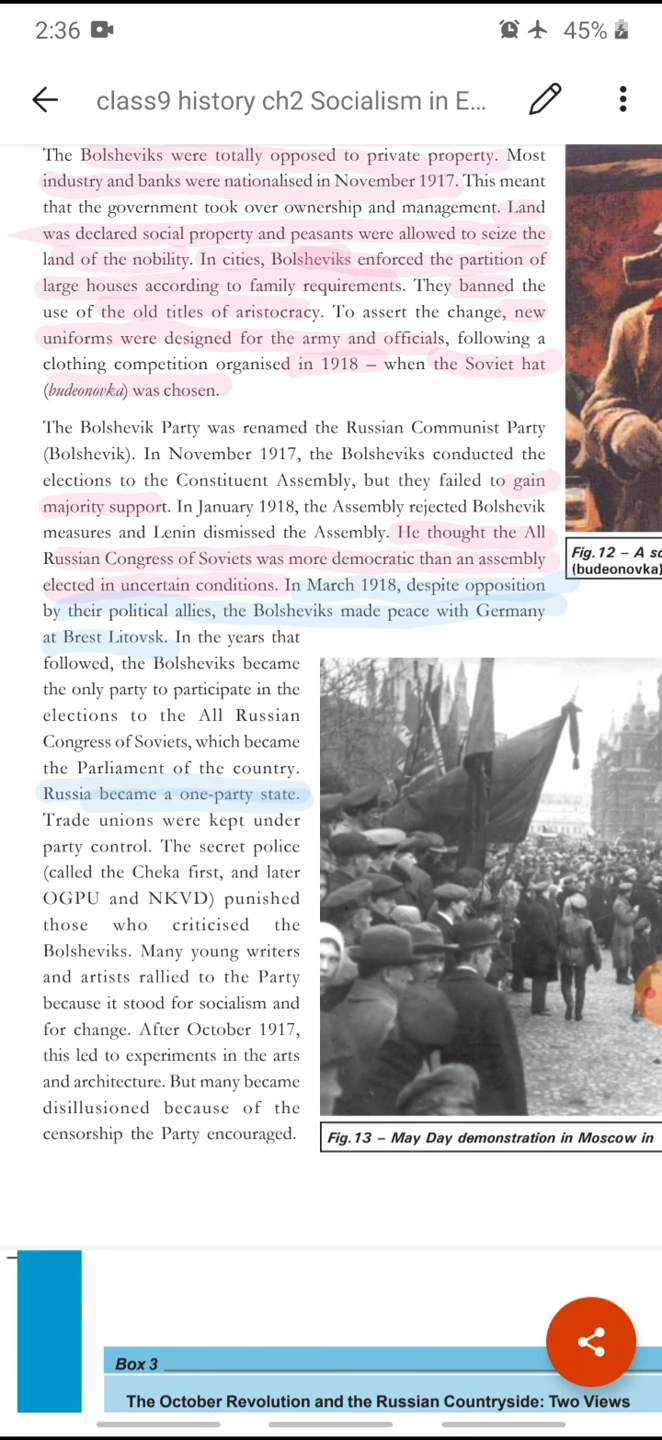 2:36
45%
class9 history ch2 Socialism in E...
The Bolsheviks were totally opposed to private property. Most
industry and banks were nationalised in November 1917. This meant
that the government took over ownership and management. Land
was declared social property and peasants were allowed to seize the
land of the nobility. In cities, Bolsheviks enforced the partition of
large houses according to family requirements. They banned the
use of the old titles of aristocracy. To assert the change, new
uniforms were designed for the army and officials, following a
clothing competition organised in 1918 – when the Soviet hat
(budeonovka) was chosen.
The Bolshevik Party was renamed the Russian Communist Party
(Bolshevik). In November 1917, the Bolsheviks conducted the
elections to the Constituent Assembly, but they failed to gain
majority support. In January 1918, the Assembly rejected Bolshevik
measures and Lenin dismissed the Assembly. He thought the All
Russian Congress of Soviets was more democratic than an assembly
elected in uncertain conditions. In March 1918, despite opposition
by their political allies, the Bolsheviks made peace with Germany
at Brest Litovsk. In the years that
followed, the Bolsheviks became
the only party to participate in the
elections to the All Russian
Congress of Soviets, which became
the Parliament of the country.
Russia became a one-party state.
Trade unions were kept under
party control. The secret police
(called the Cheka first, and later
OGPU and NKVD) punished
those who criticised the
Bolsheviks. Many young writers
and artists rallied to the Party
because it stood for socialism and
for change. After October 1917,
this led to experiments in the arts
and architecture. But many became
disillusioned because of the
censorship the Party encouraged.
Fig.12 – A
(budeonovka)
Fig.13 – May Day demonstration in Moscow in
Box 3
The October Revolution and the Russian Countryside: Two Views